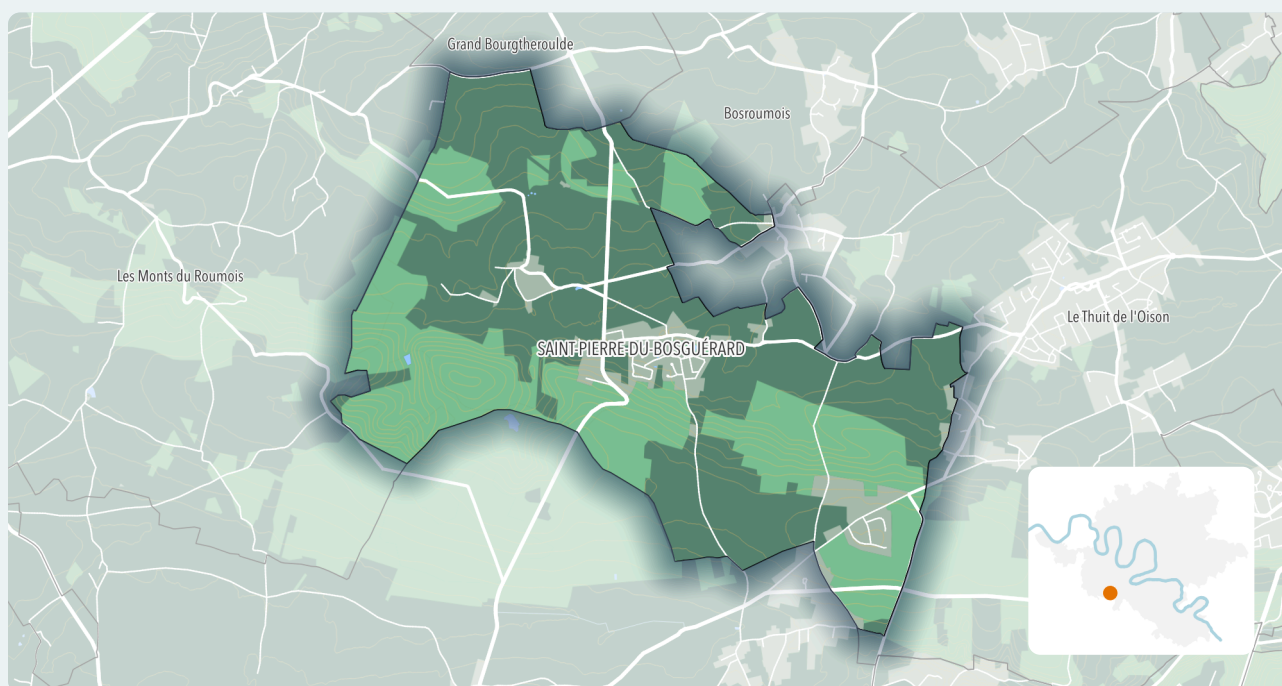 Grand Bourgtheroulde
Bosroumois
Les Monts du Roumois
Le Thuit de l'Oison
SAINT-PIERRE-DU-BOSGUÉRARD